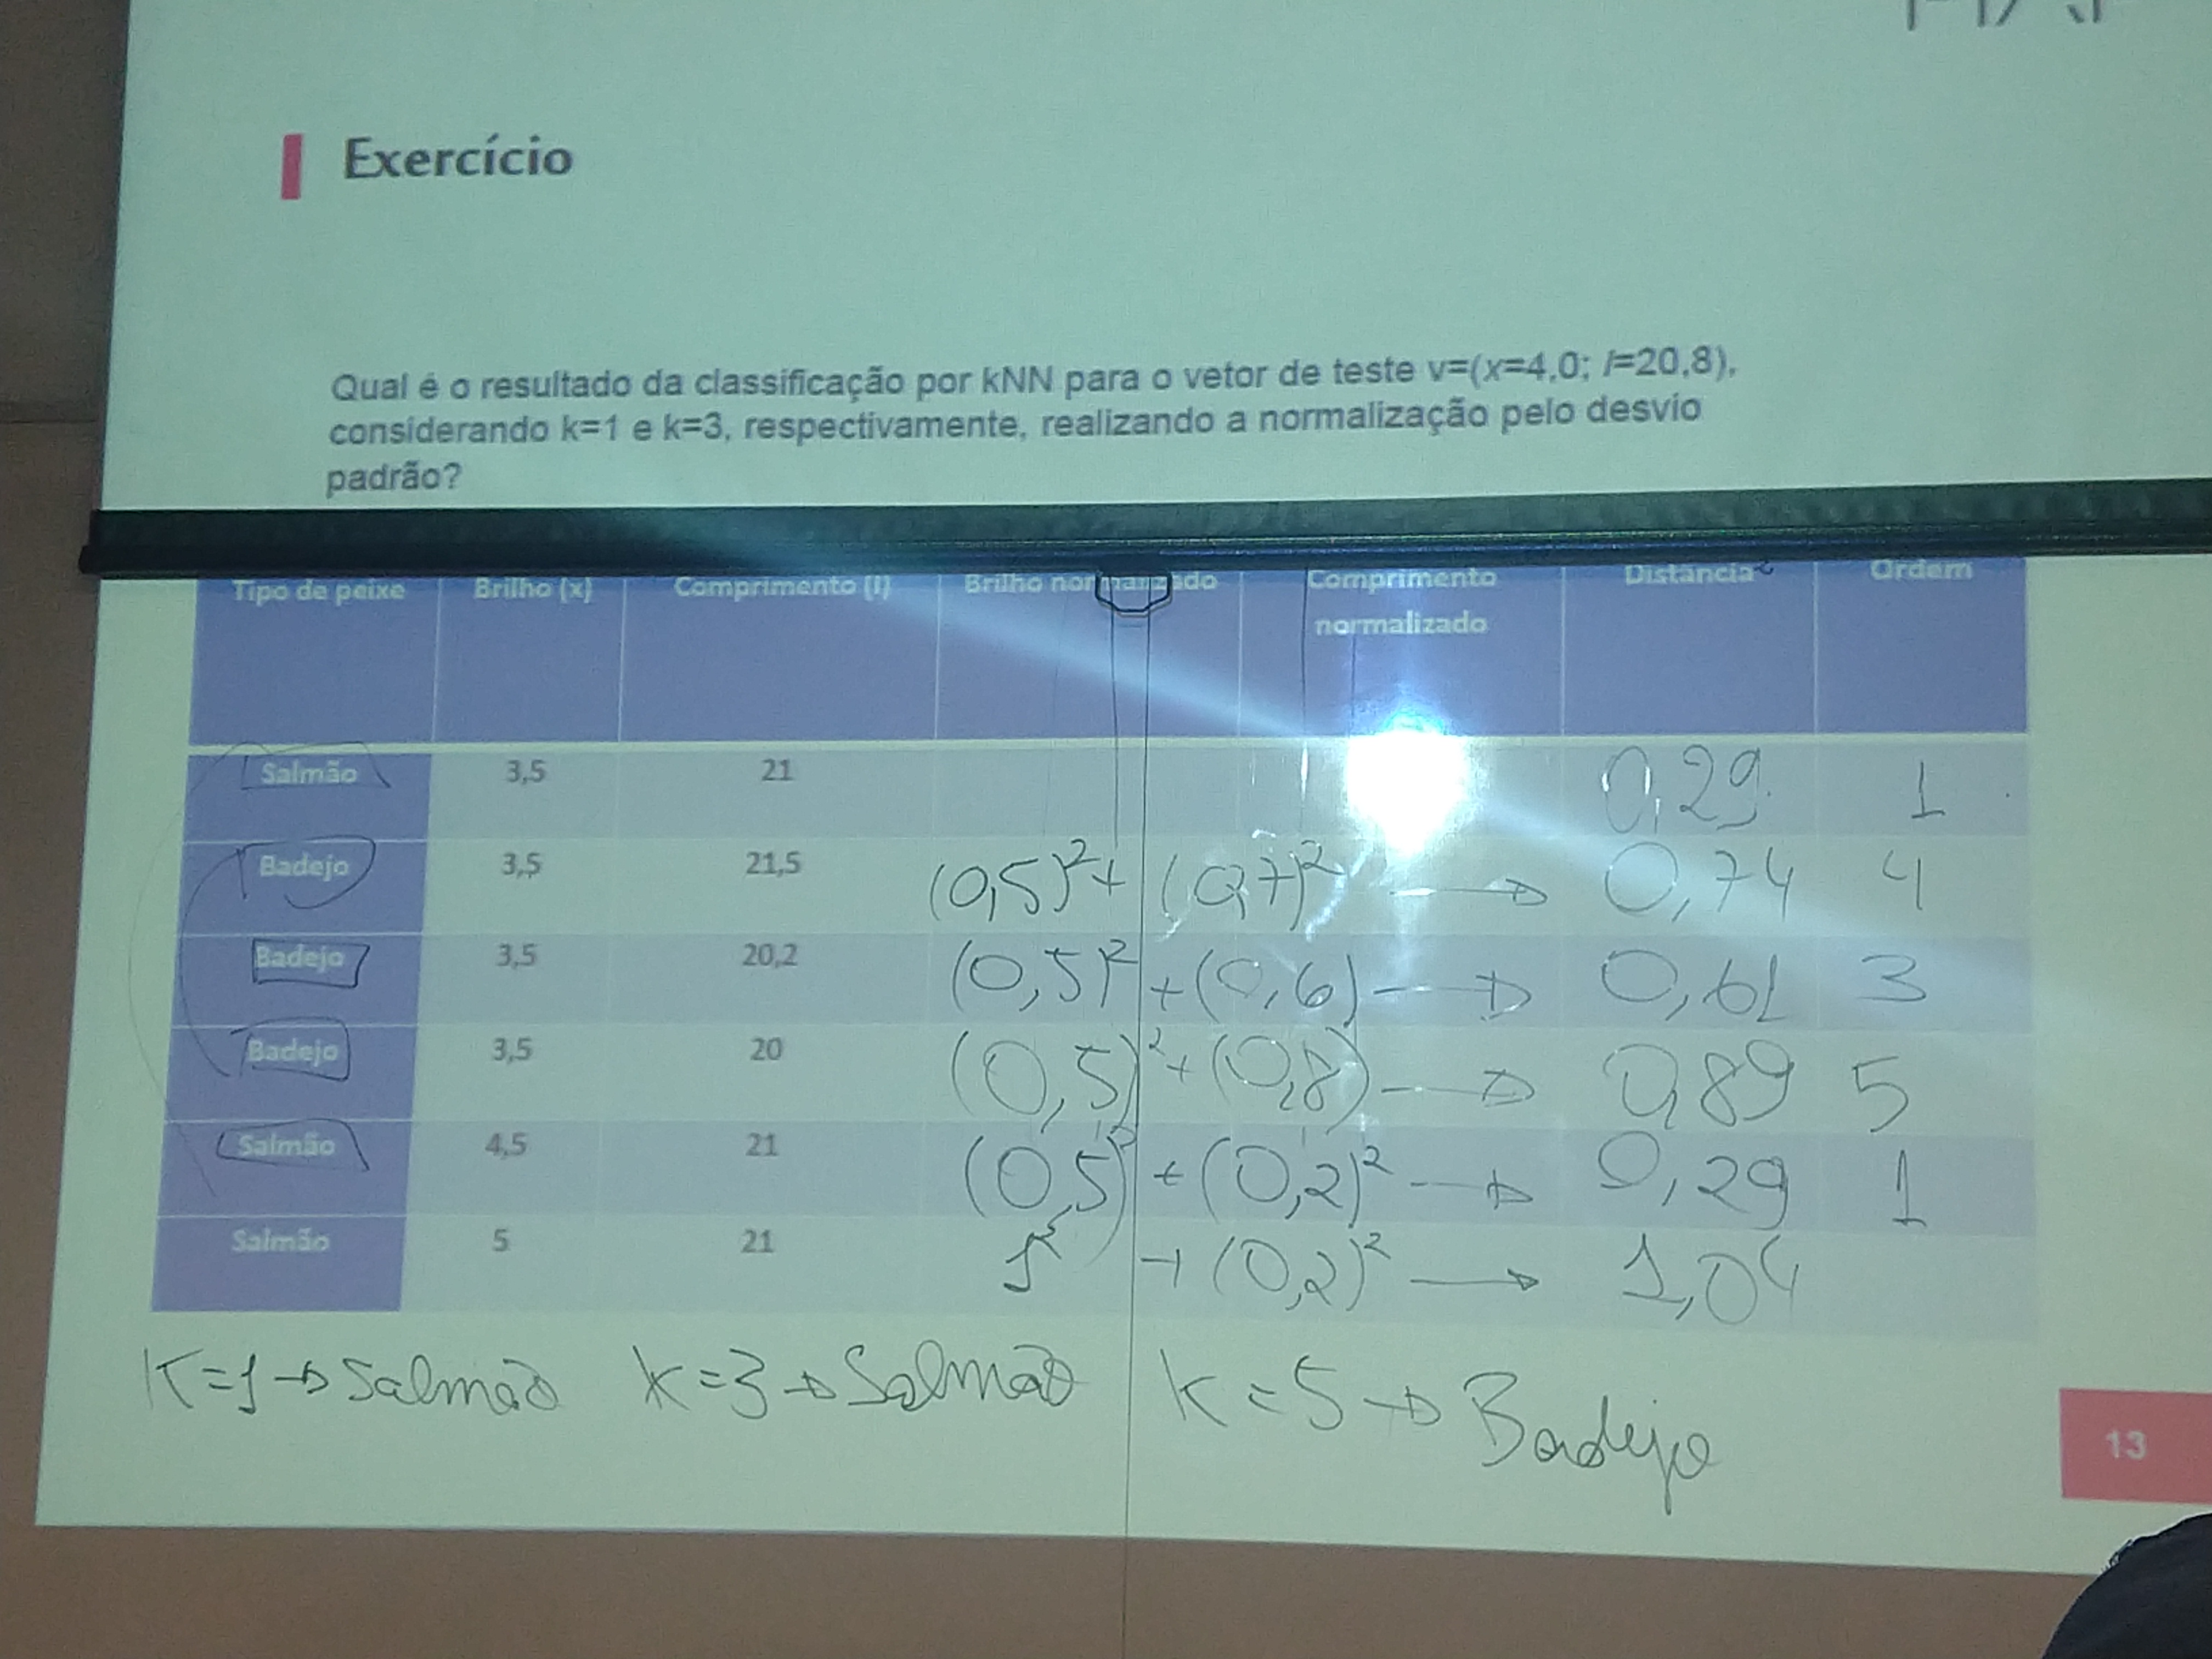 Exercício
Qual é o resultado da classificação por kNN para o vetor de teste v=(x=4,0; l=20,8),
considerando k=1 e k=3, respectivamente, realizando a normalização pelo desvio
padrão?
Tipo de peixe Brilho (x) Comprimento (l) Brilho normalizado Comprimento normalizado Distância² Ordem
Salmão 3,5 21 0,29 1
Badejo 3,5 21,5 (0,5)²+ (0,7)² → 0,74 4
Badejo 3,5 20,2 (0,5)² +(0,6) → 0,61 3
Badejo 3,5 20 (0,5)²+(0,8) → 0,89 5
Salmão 4,5 21 (0,5)² + (0,2)² → 0,29 1
Salmão 5 21 1² + (0,2)² → 1,04
K=1→Salmão K=3→Salmão K=5→Badejo
13